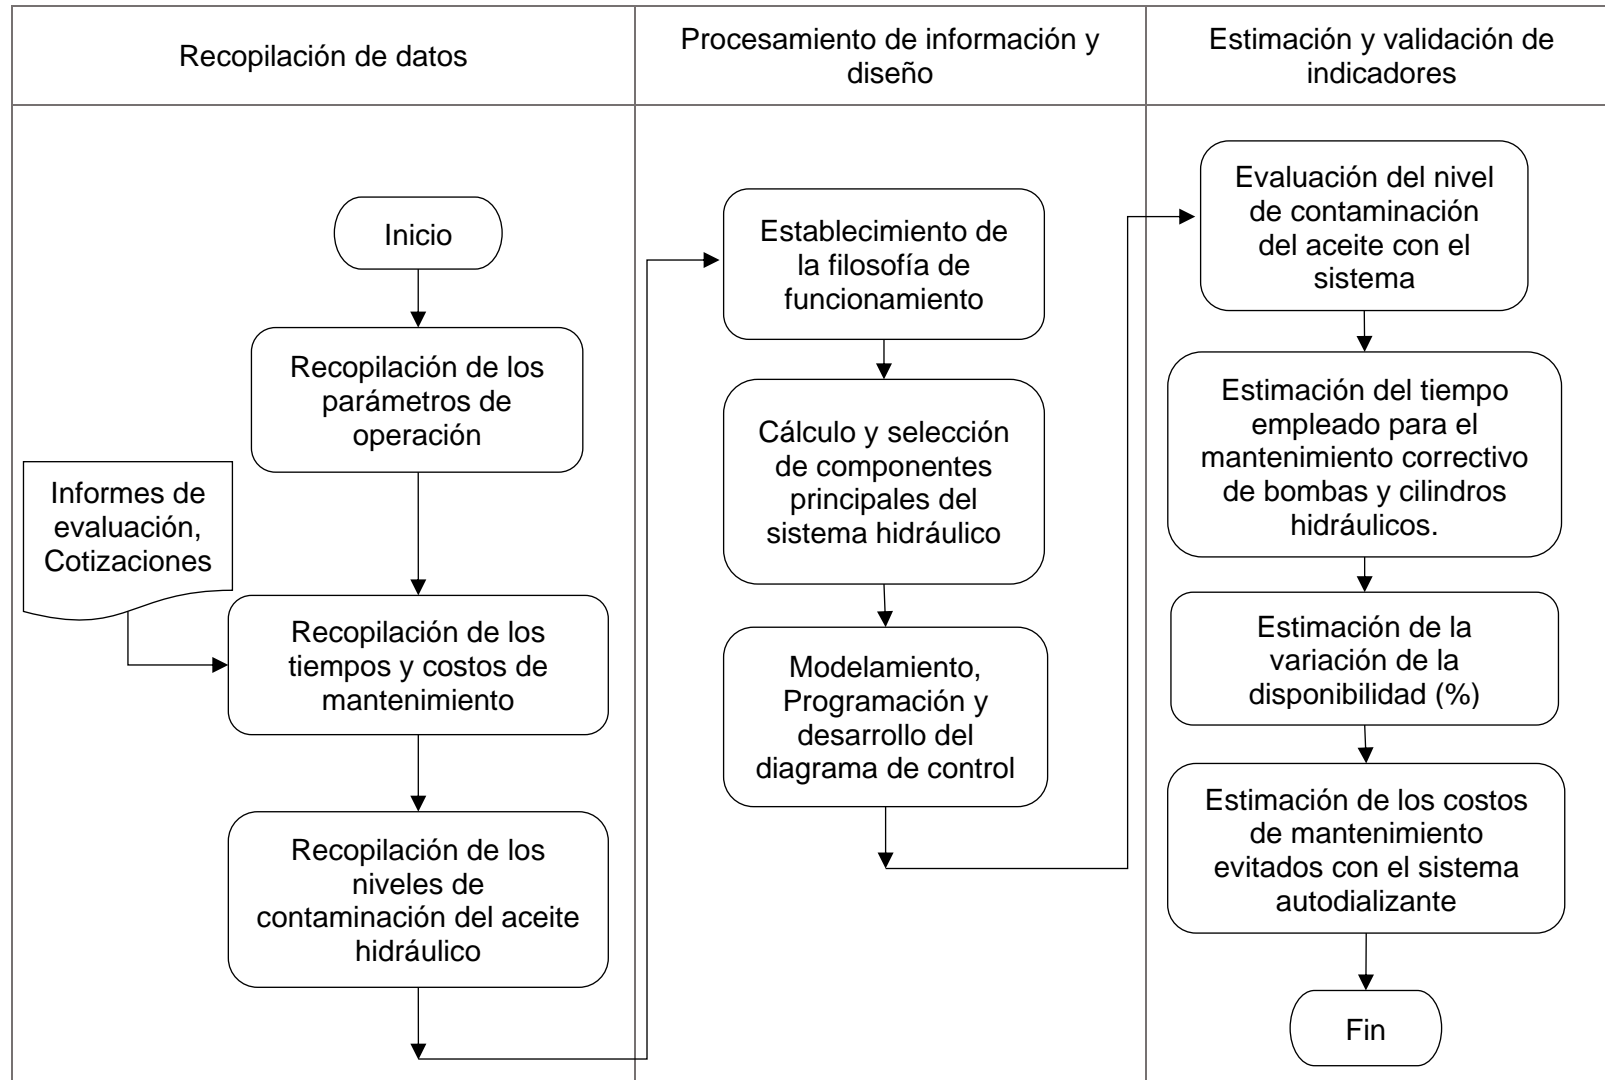 Recopilación de datos
Procesamiento de información y
diseño
Estimación y validación de
indicadores
Inicio
Recopilación de los
parámetros de
operación
Informes de
evaluación,
Cotizaciones
Recopilación de los
tiempos y costos de
mantenimiento
Recopilación de los
niveles de
contaminación del aceite
hidráulico
Establecimiento de
la filosofía de
funcionamiento
Cálculo y selección
de componentes
principales del
sistema hidráulico
Modelamiento,
Programación y
desarrollo del
diagrama de control
Evaluación del nivel
de contaminación
del aceite con el
sistema
Estimación del tiempo
empleado para el
mantenimiento correctivo
de bombas y cilindros
hidráulicos.
Estimación de la
variación de la
disponibilidad (%)
Estimación de los costos
de mantenimiento
evitados con el sistema
autodializante
Fin